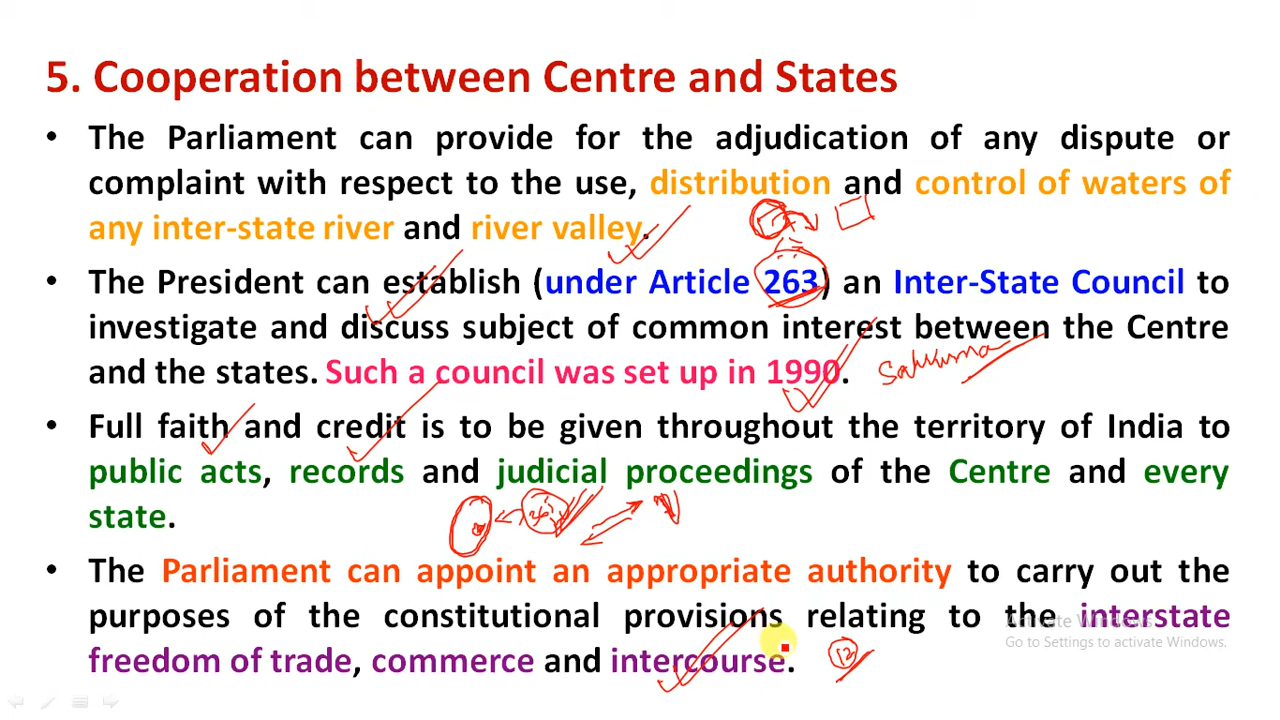 5. Cooperation between Centre and States
• The Parliament can provide for the adjudication of any dispute or
complaint with respect to the use, distribution and control of waters of
any inter-state river and river valley.
• The President can establish (under Article 263) an Inter-State Council to
investigate and discuss subject of common interest between the Centre
and the states. Such a council was set up in 1990.
• Full faith and credit is to be given throughout the territory of India to
public acts, records and judicial proceedings of the Centre and every
state.
• The Parliament can appoint an appropriate authority to carry out the
purposes of the constitutional provisions relating to the interstate
freedom of trade, commerce and intercourse.
Activate Windows
Go to Settings to activate Windows.